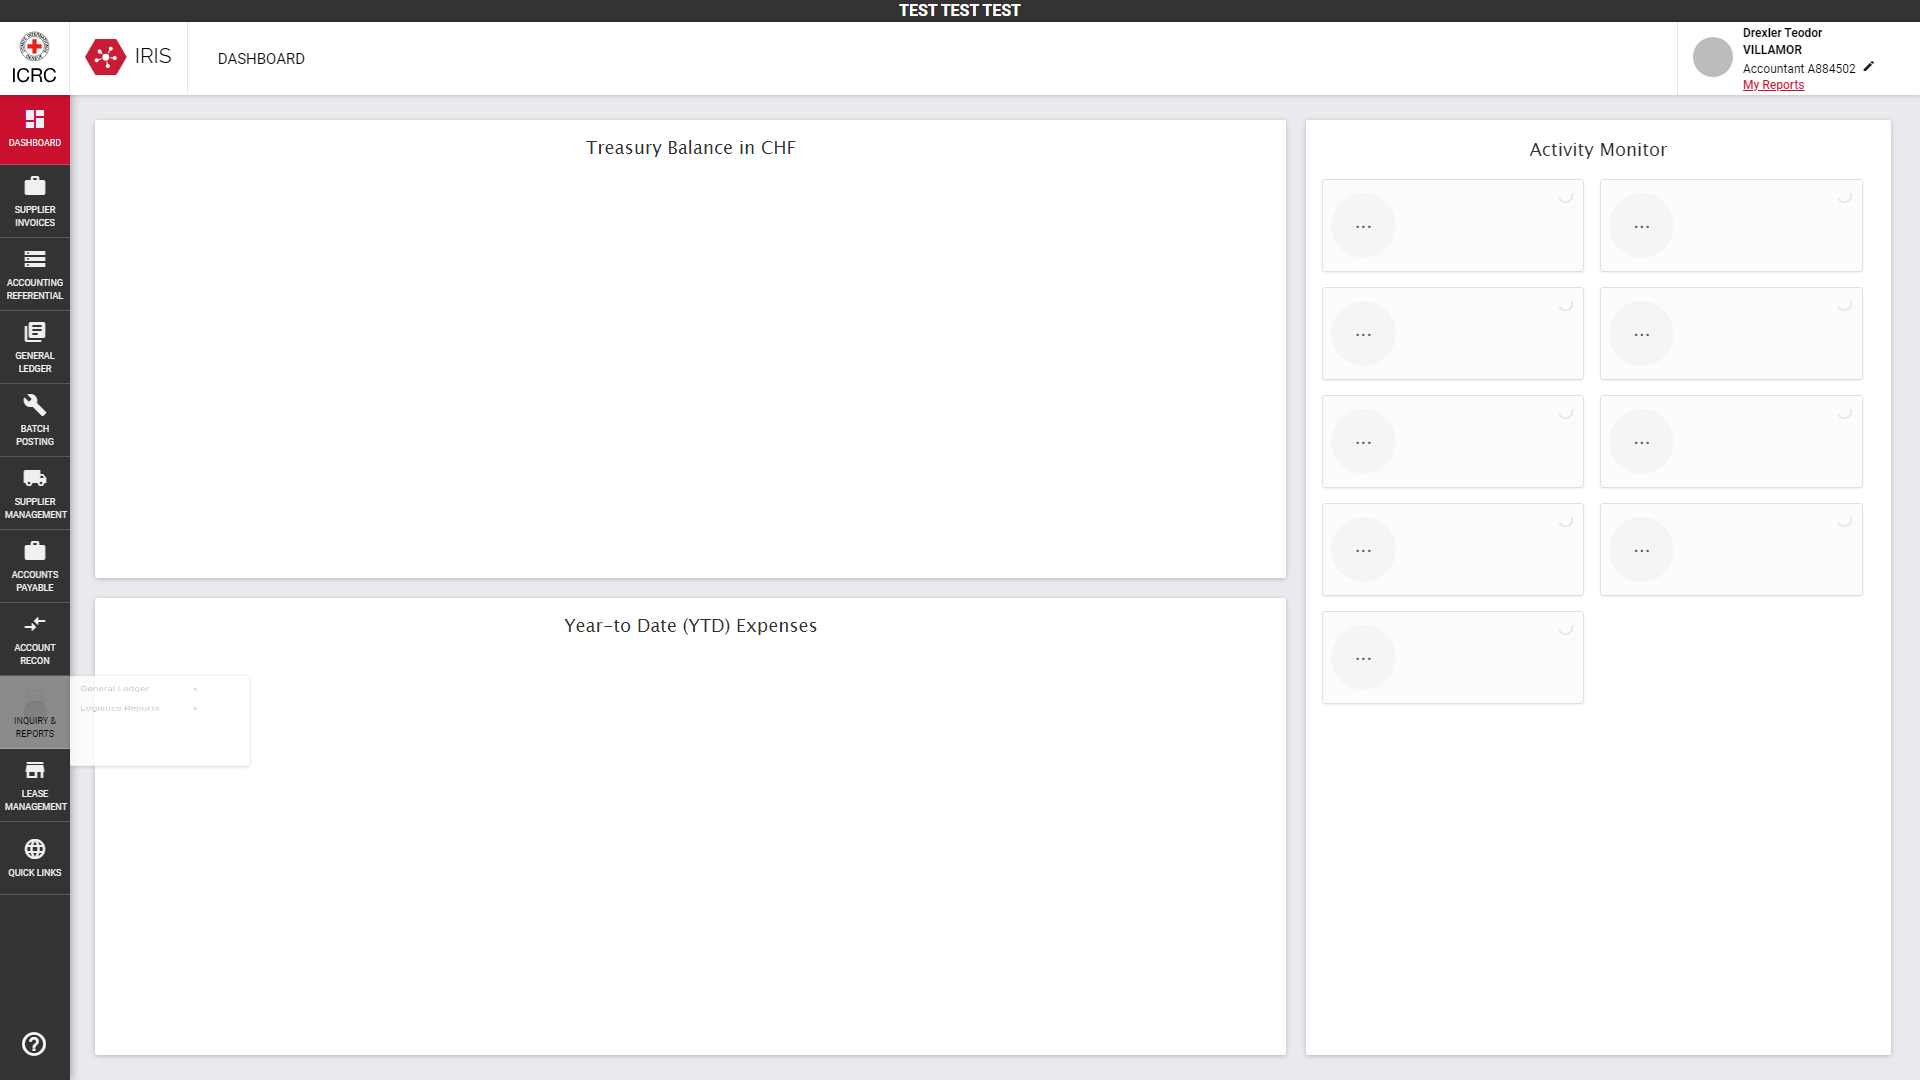 TEST TEST TEST
ICRC
IRIS
DASHBOARD
Drexler Teodor
VILLAMOR
Accountant A884502
My Reports
DASHBOARD
SUPPLIER
INVOICES
ACCOUNTING
REFERENTIAL
GENERAL
LEDGER
BATCH
POSTING
SUPPLIER
MANAGEMENT
ACCOUNTS
PAYABLE
ACCOUNT
RECON
INQUIRY &
REPORTS
LEASE
MANAGEMENT
QUICK LINKS
General Ledger
Logistics Reports
Treasury Balance in CHF
Year-to Date (YTD) Expenses
Activity Monitor
...
...
...
...
...
...
...
...
...